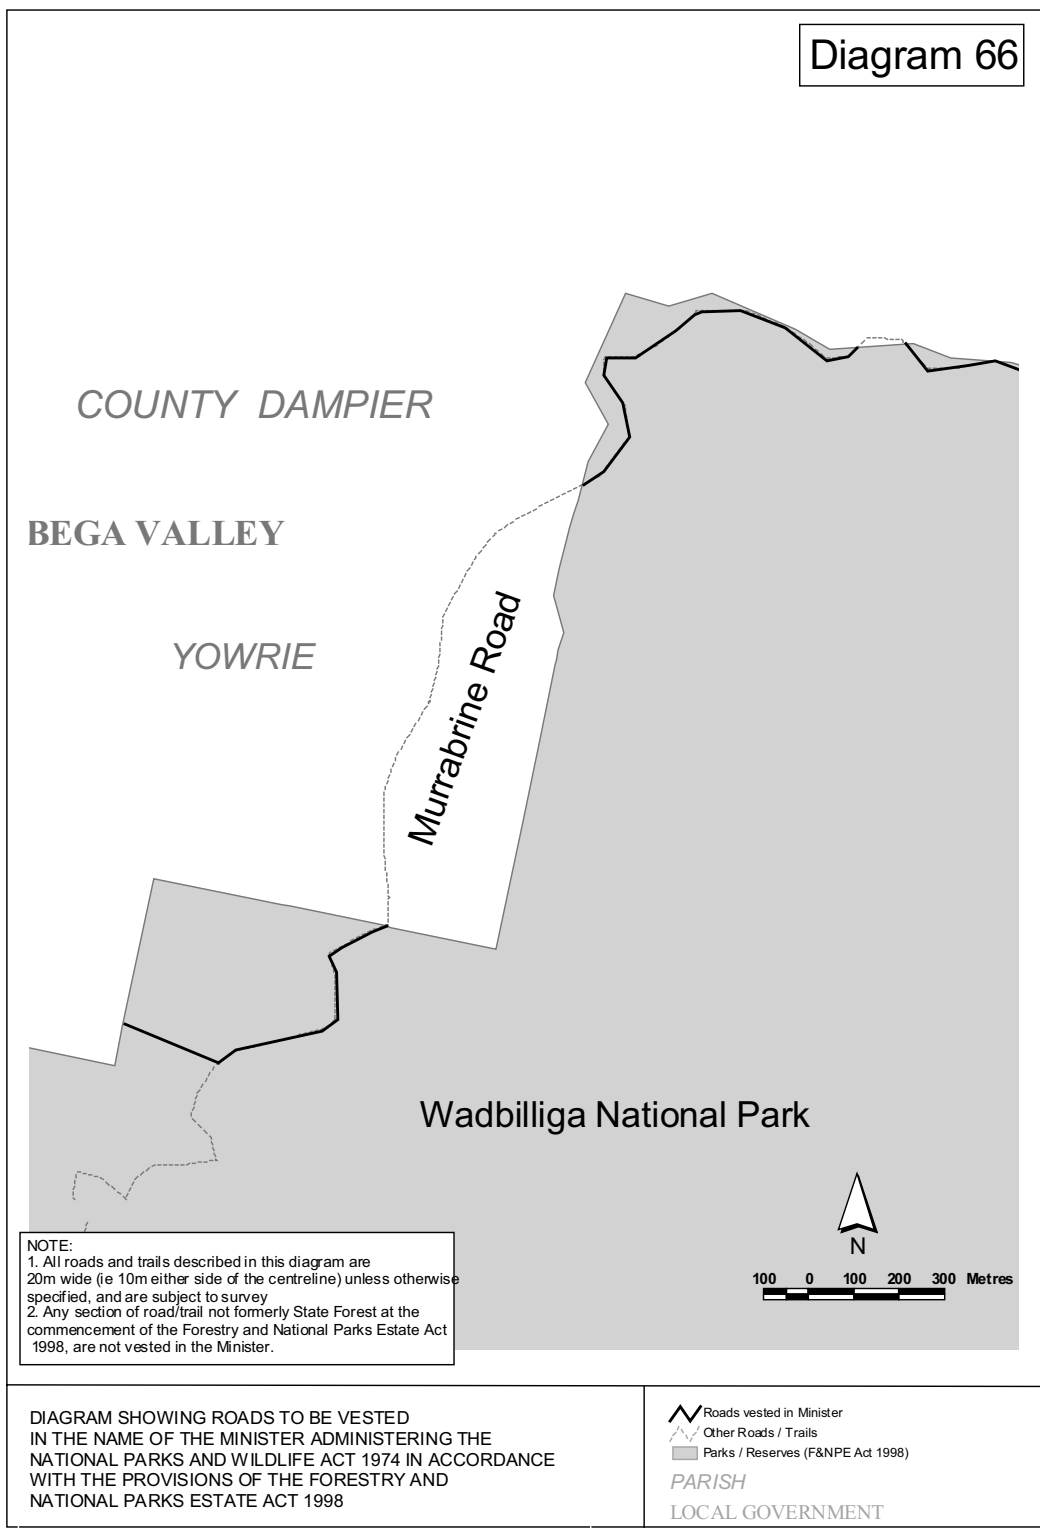 Diagram 66
COUNTY DAMPIER
BEGA VALLEY
YOWRIE
Murrabrine Road
Wadbilliga National Park
N
100 0 100 200 300 Metres
NOTE:
1. All roads and trails described in this diagram are
20m wide (ie 10m either side of the centreline) unless otherwise
specified, and are subject to survey
2. Any section of road/trail not formerly State Forest at the
commencement of the Forestry and National Parks Estate Act
1998, are not vested in the Minister.
DIAGRAM SHOWING ROADS TO BE VESTED
IN THE NAME OF THE MINISTER ADMINISTERING THE
NATIONAL PARKS AND WILDLIFE ACT 1974 IN ACCORDANCE
WITH THE PROVISIONS OF THE FORESTRY AND
NATIONAL PARKS ESTATE ACT 1998
Roads vested in Minister
Other Roads / Trails
Parks / Reserves (F&NPE Act 1998)
PARISH
LOCAL GOVERNMENT